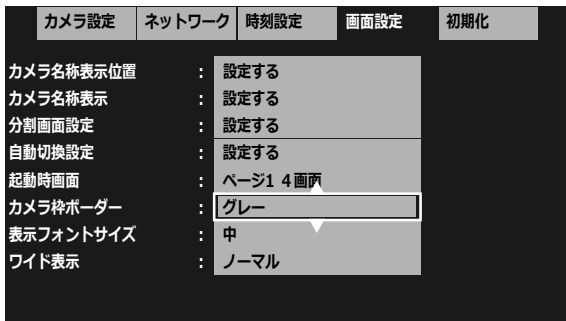 カメラ設定 ネットワーク 時刻設定 画面設定 初期化
カメラ名称表示位置 : 設定する
カメラ名称表示 : 設定する
分割画面設定 : 設定する
自動切換設定 : 設定する
起動時画面 : ページ1 4画面
カメラ枠ボーダー : グレー
表示フォントサイズ : 中
ワイド表示 : ノーマル